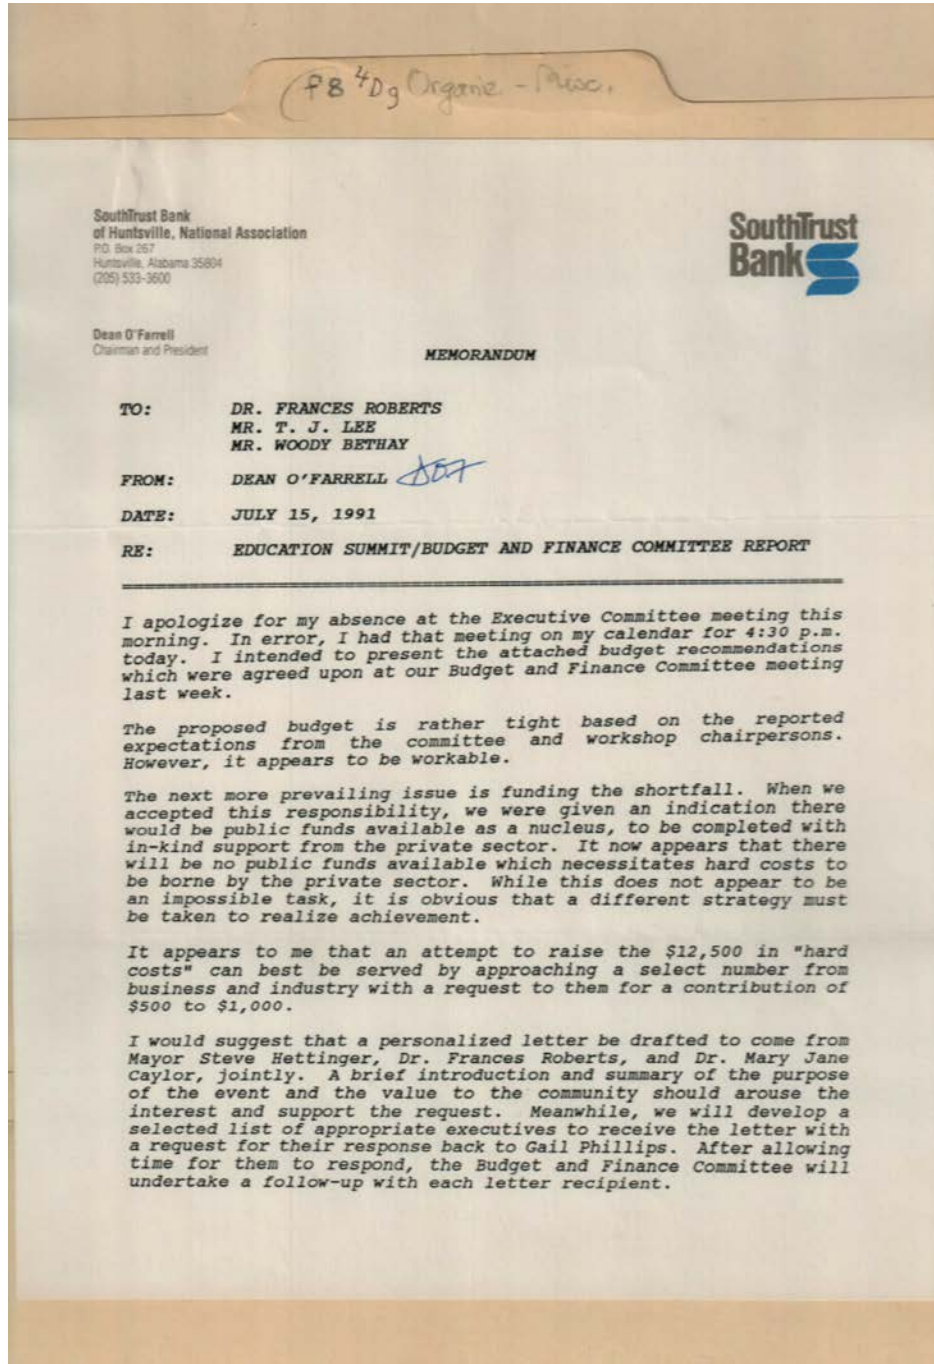 f8 4Dg Organic - Misc.
SouthTrust Bank
of Huntsville, National Association
P.O. Box 267
Huntsville, Alabama 35804
(205) 533-3600
SouthTrust
Bank
Dean O'Farrell
Chairman and President
MEMORANDUM
TO: DR. FRANCES ROBERTS
MR. T. J. LEE
MR. WOODY BETHAY
FROM: DEAN O'FARRELL DOF
DATE: JULY 15, 1991
RE: EDUCATION SUMMIT/BUDGET AND FINANCE COMMITTEE REPORT
I apologize for my absence at the Executive Committee meeting this
morning. In error, I had that meeting on my calendar for 4:30 p.m.
today. I intended to present the attached budget recommendations
which were agreed upon at our Budget and Finance Committee meeting
last week.
The proposed budget is rather tight based on the reported
expectations from the committee and workshop chairpersons.
However, it appears to be workable.
The next more prevailing issue is funding the shortfall. When we
accepted this responsibility, we were given an indication there
would be public funds available as a nucleus, to be completed with
in-kind support from the private sector. It now appears that there
will be no public funds available which necessitates hard costs to
be borne by the private sector. While this does not appear to be
an impossible task, it is obvious that a different strategy must
be taken to realize achievement.
It appears to me that an attempt to raise the $12,500 in "hard
costs" can best be served by approaching a select number from
business and industry with a request to them for a contribution of
$500 to $1,000.
I would suggest that a personalized letter be drafted to come from
Mayor Steve Hettinger, Dr. Frances Roberts, and Dr. Mary Jane
Caylor, jointly. A brief introduction and summary of the purpose
of the event and the value to the community should arouse the
interest and support the request. Meanwhile, we will develop a
selected list of appropriate executives to receive the letter with
a request for their response back to Gail Phillips. After allowing
time for them to respond, the Budget and Finance Committee will
undertake a follow-up with each letter recipient.